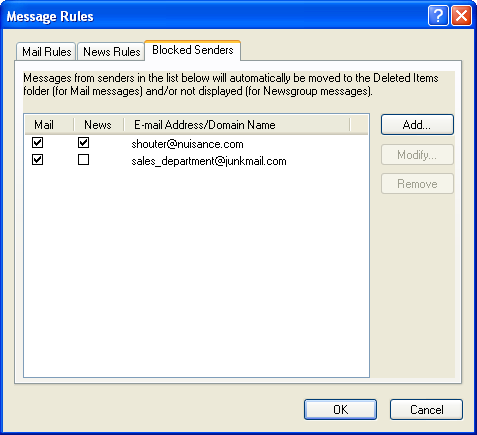 Message Rules
Mail Rules News Rules Blocked Senders
Messages from senders in the list below will automatically be moved to the Deleted Items
folder (for Mail messages) and/or not displayed (for Newsgroup messages).
Mail News E-mail Address/Domain Name
Add...
shouter@nuisance.com
sales_department@junkmail.com
Modify...
Remove
OK Cancel